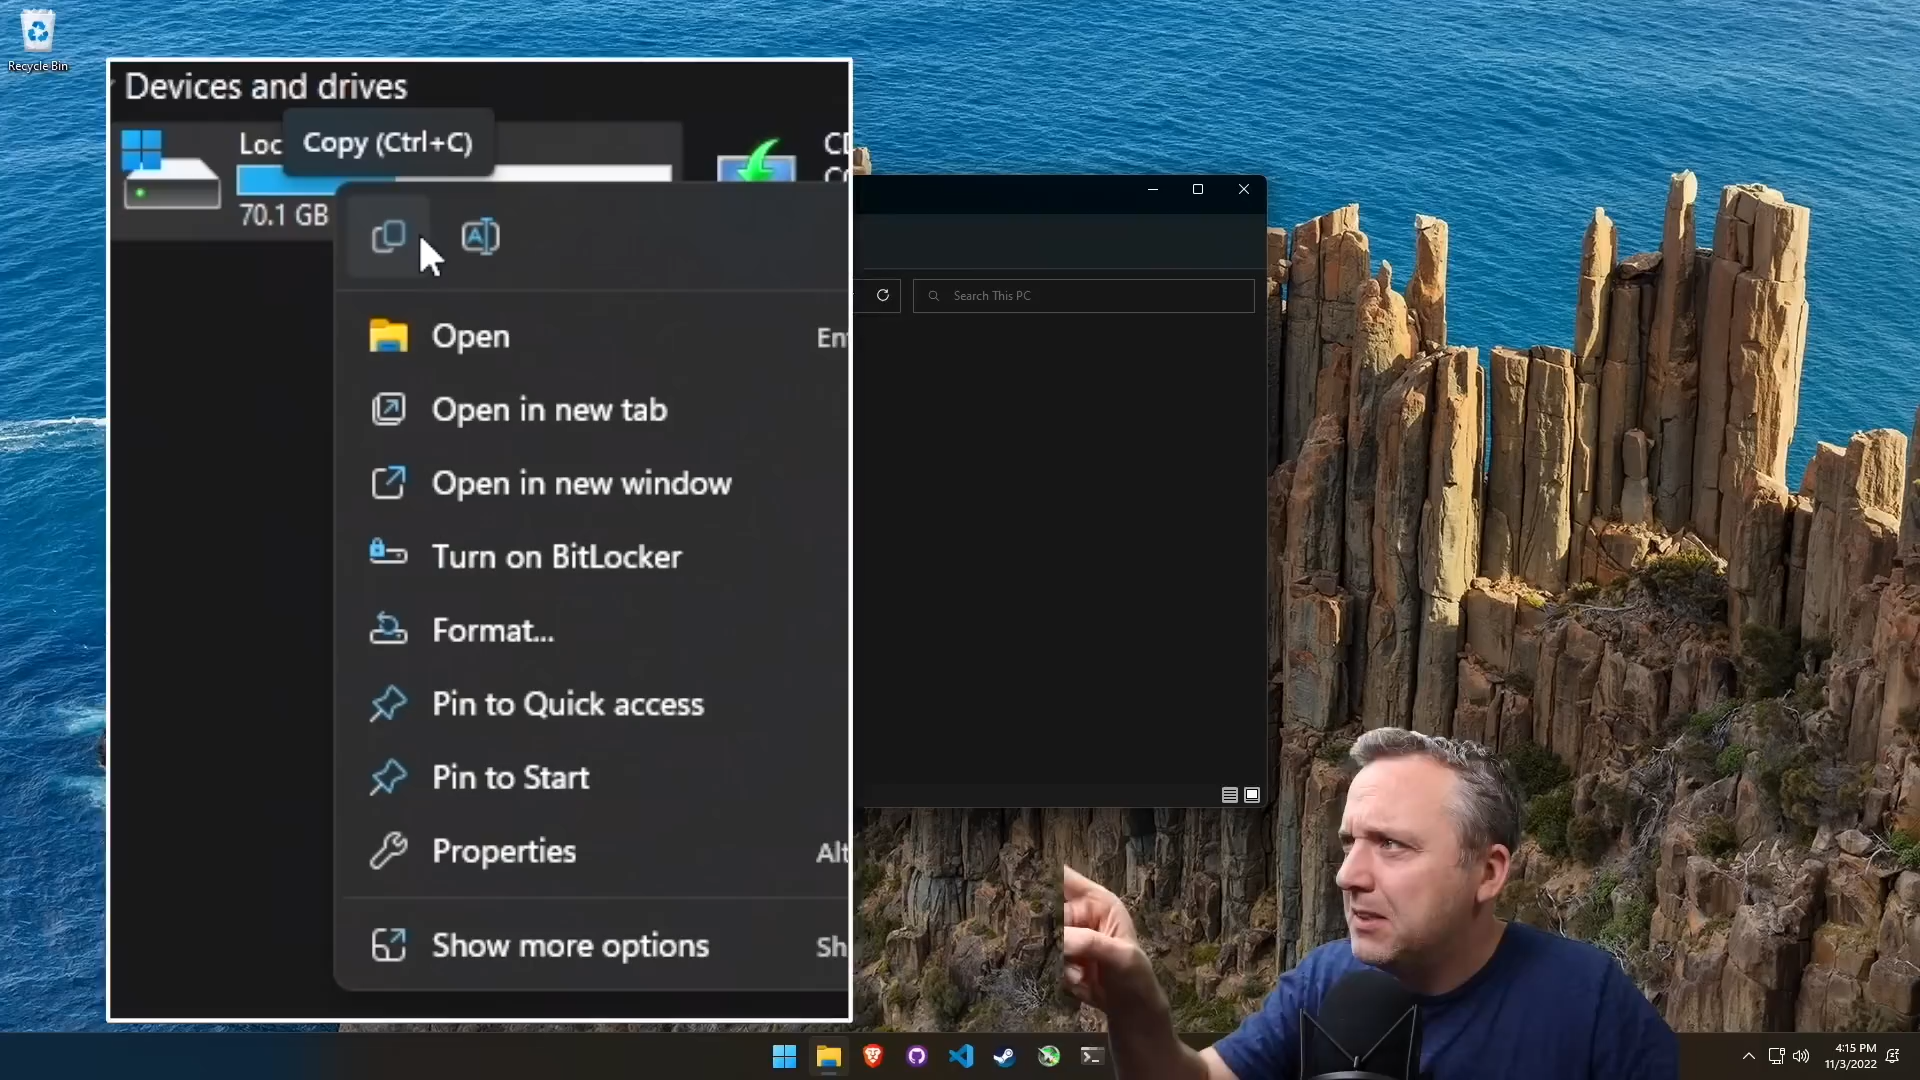 Recycle Bin
Devices and drives
Copy (Ctrl+C)
70.1 GB
Open
Open in new tab
Open in new window
Turn on BitLocker
Format...
Pin to Quick access
Pin to Start
Properties
Alt
Show more options
Search This PC
4:15 PM
11/3/2022